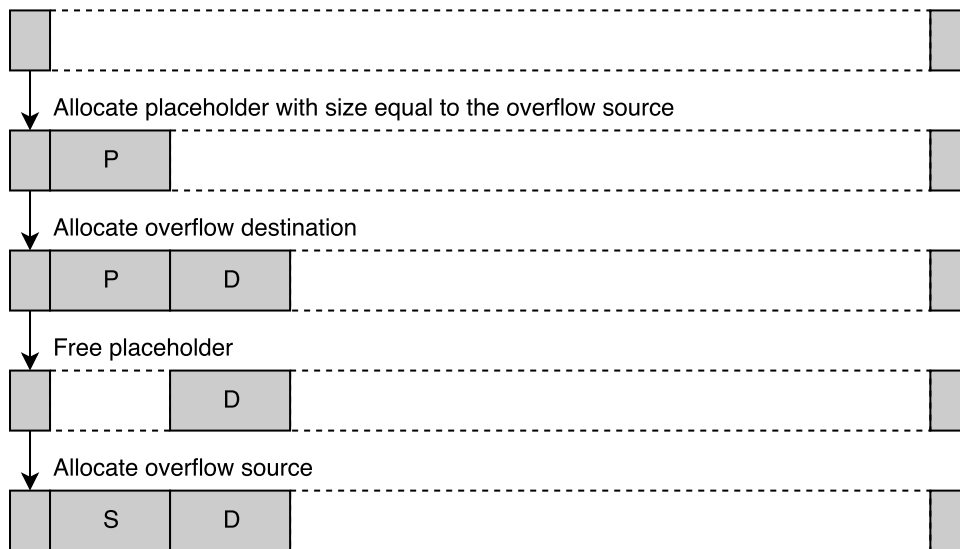 Allocate placeholder with size equal to the overflow source
P
Allocate overflow destination
P D
Free placeholder
D
Allocate overflow source
S D